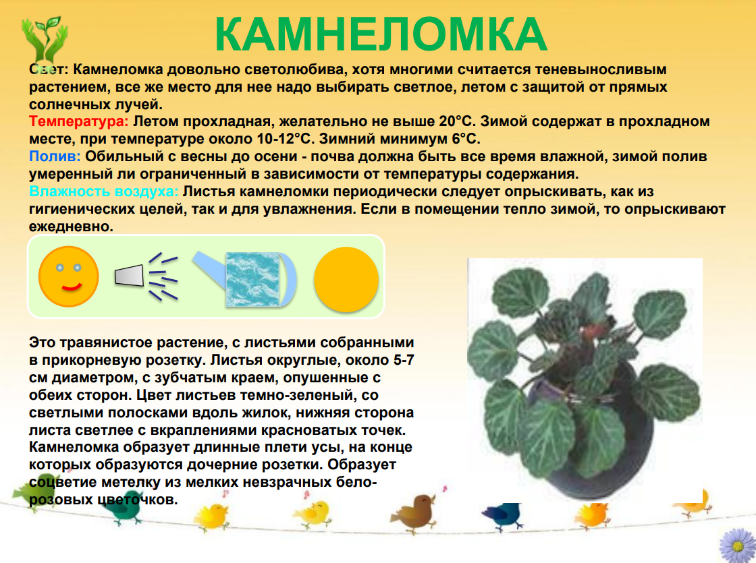 КАМНЕЛОМКА
Свет: Камнеломка довольно светолюбива, хотя многими считается теневыносливым
растением, все же место для нее надо выбирать светлое, летом с защитой от прямых
солнечных лучей.
Температура: Летом прохладная, желательно не выше 20°C. Зимой содержат в прохладном
месте, при температуре около 10-12°C. Зимний минимум 6°C.
Полив: Обильный с весны до осени - почва должна быть все время влажной, зимой полив
умеренный ли ограниченный в зависимости от температуры содержания.
Влажность воздуха: Листья камнеломки периодически следует опрыскивать, как из
гигиенических целей, так и для увлажнения. Если в помещении тепло зимой, то опрыскивают
ежедневно.
Это травянистое растение, с листьями собранными
в прикорневую розетку. Листья округлые, около 5-7
см диаметром, с зубчатым краем, опушенные с
обеих сторон. Цвет листьев темно-зеленый, со
светлыми полосками вдоль жилок, нижняя сторона
листа светлее с вкраплениями красноватых точек.
Камнеломка образует длинные плети усы, на конце
которых образуются дочерние розетки. Образует
соцветие метелку из мелких невзрачных бело-
розовых цветочков.